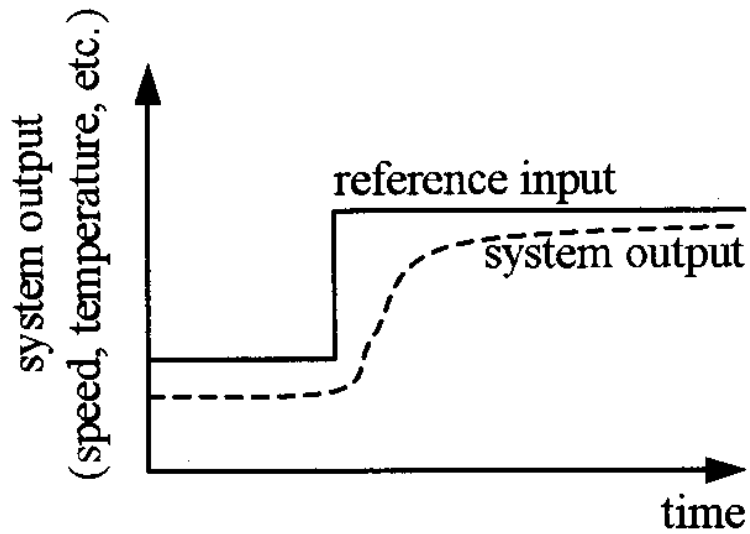 system output
(speed, temperature, etc.)
reference input
system output
time